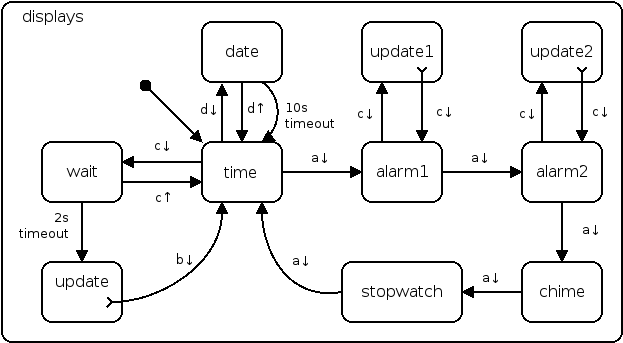 displays
date
update1
update2
d↓
d↑
10s
timeout
c↓
c↓
c↓
c↓
c↓
wait
time
a↓
alarm1
a↓
alarm2
c↑
2s
timeout
b↓
a↓
a↓
update
stopwatch
a↓
chime